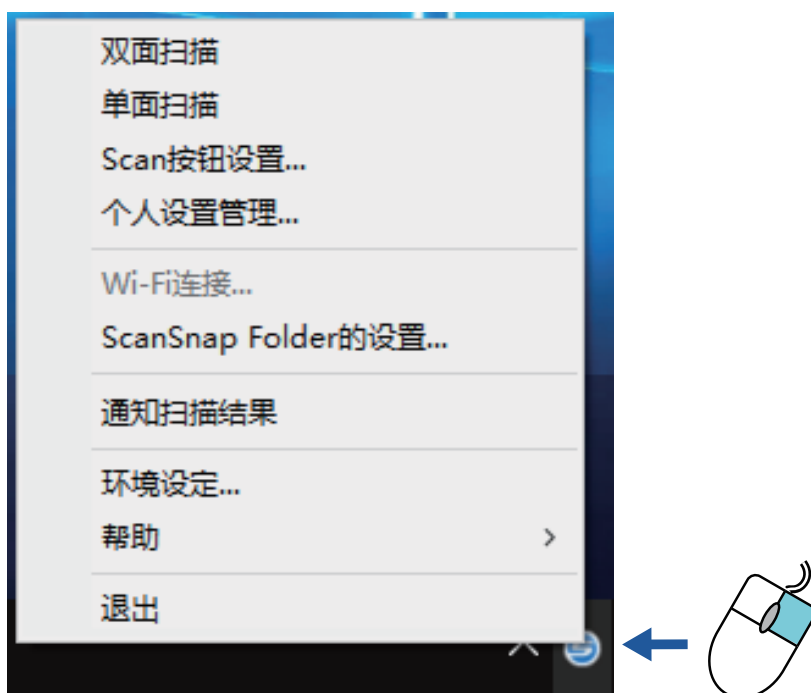 双面扫描
单面扫描
Scan按钮设置...
个人设置管理...
Wi-Fi连接...
ScanSnap Folder的设置...
通知扫描结果
环境设定...
帮助
退出